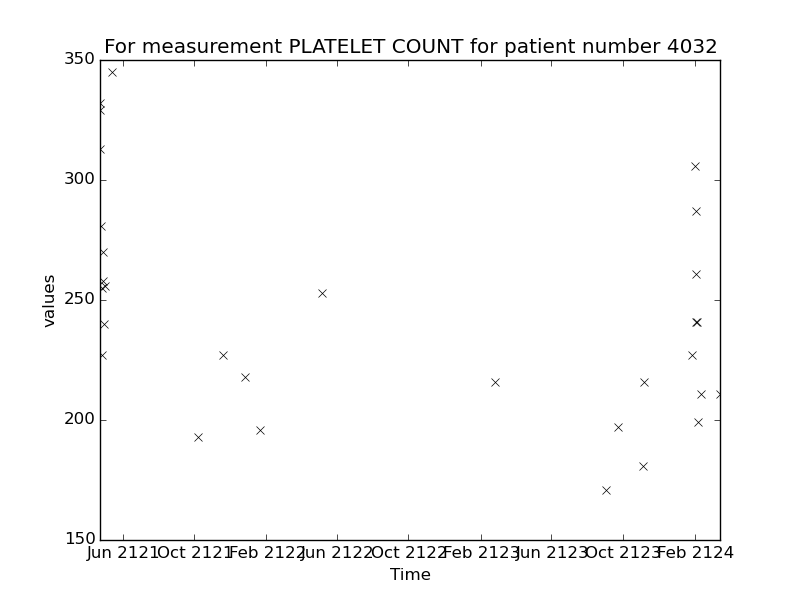 For measurement PLATELET COUNT for patient number 4032
350
300
250
200
150
values
Jun 2121 Oct 2121 Feb 2122 Jun 2122 Oct 2122 Feb 2123 Jun 2123 Oct 2123 Feb 2124
Time